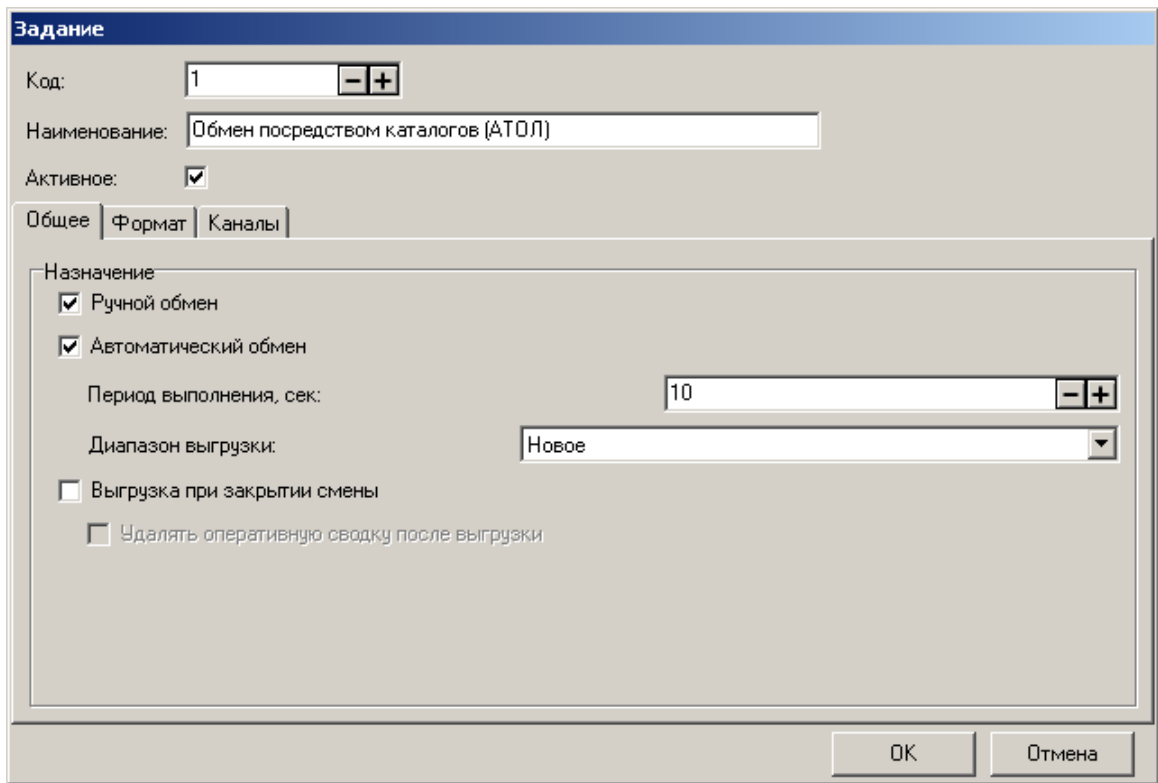 Задание
Код: 1
Наименование: Обмен посредством каталогов (АТОЛ)
Активное:
Общее Формат Каналы
Назначение
Ручной обмен
Автоматический обмен
Период выполнения, сек: 10
Диапазон выгрузки: Новое
Выгрузка при закрытии смены
Удалять оперативную сводку после выгрузки
OK Отмена